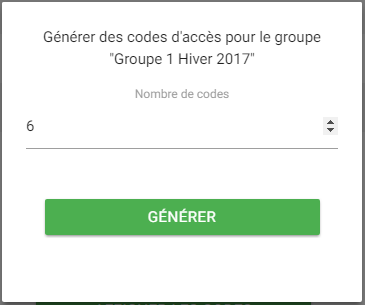 Générer des codes d'accès pour le groupe
"Groupe 1 Hiver 2017"
Nombre de codes
6
GÉNÉRER